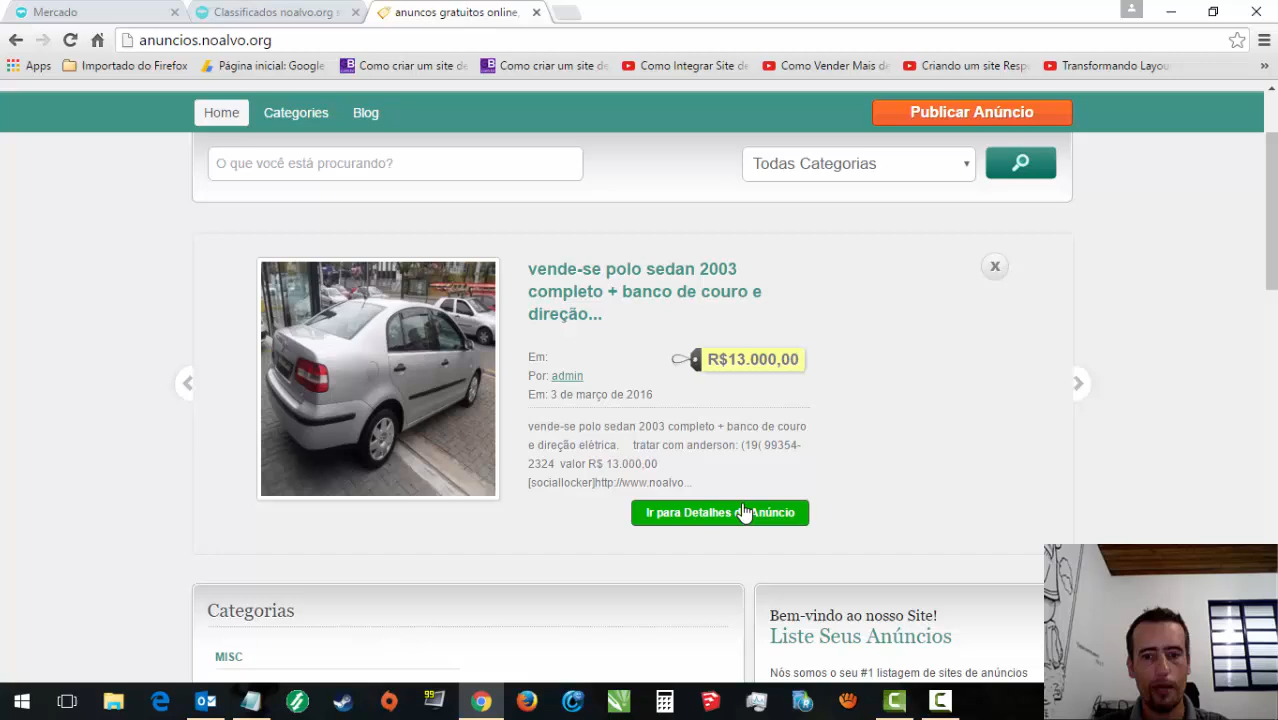 Mercado
Classificados noalvo.org
anuncos gratuitos online,
anuncios.noalvo.org
Apps
Importado do Firefox
Página inicial: Google
Como criar um site de
Como criar um site de
Como Integrar Site de
Como Vender Mais de
Criando um site Resp
Transformando Layou
Home
Categories
Blog
Publicar Anúncio
O que você está procurando?
Todas Categorias
vende-se polo sedan 2003
completo + banco de couro e
direção...
x
Em:
R$13.000,00
Por: admin
Em: 3 de março de 2016
vende-se polo sedan 2003 completo + banco de couro
e direção elétrica. tratar com anderson: (19( 99354-
2324 valor R$ 13.000.00
[sociallocker]http://www.noalvo...
Ir para Detalhes Anúncio
Categorias
MISC
Bem-vindo ao nosso Site!
Liste Seus Anúncios
Nós somos o seu #1 listagem de sites de anúncios
99